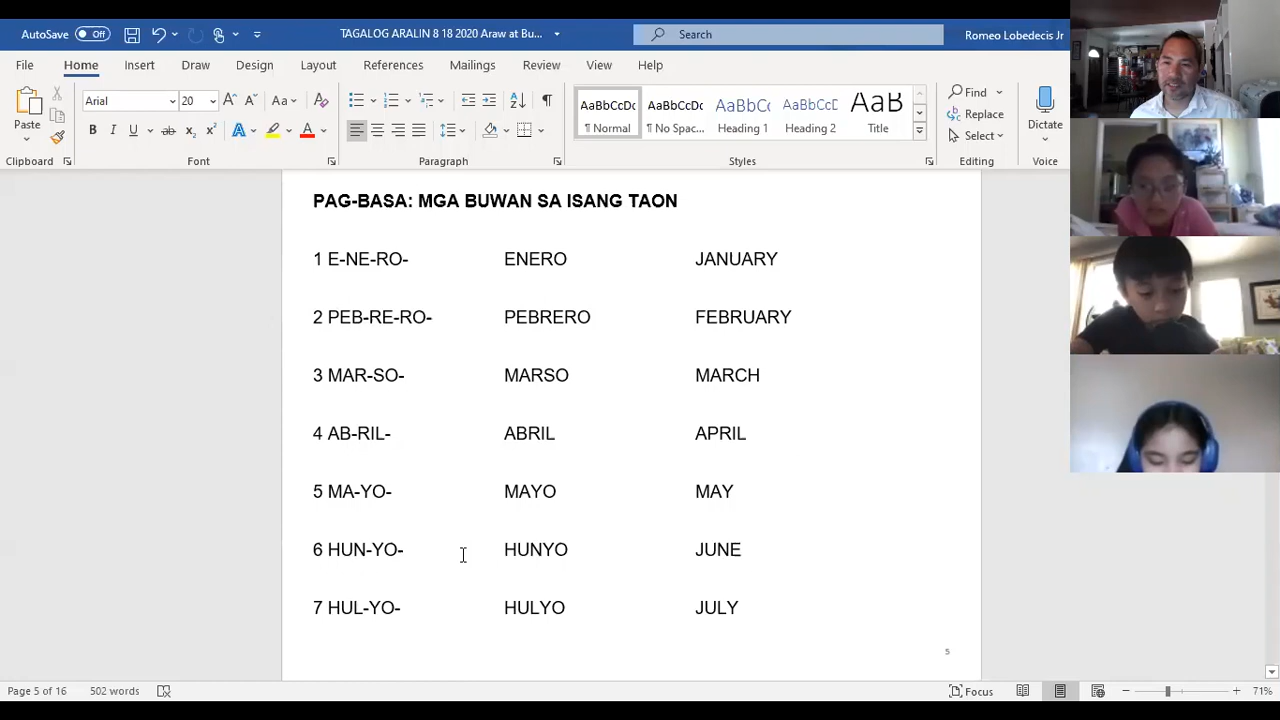 AutoSave Off TAGALOG ARALIN 8 18 2020 Araw at Bu... Search Romeo Lobedecis Jr
File Home Insert Draw Design Layout References Mailings Review View Help
Arial 20 Aa AaBbCcDc AaBbCcDc AaBbCc AaBbCcD AaB Find
Paste B I U ab x₂ x² A A ¶ Normal ¶ No Spac... Heading 1 Heading 2 Title Replace Select Dictate
Clipboard Font Paragraph Styles Editing Voice
PAG-BASA: MGA BUWAN SA ISANG TAON
1 E-NE-RO- ENERO JANUARY
2 PEB-RE-RO- PEBRERO FEBRUARY
3 MAR-SO- MARSO MARCH
4 AB-RIL- ABRIL APRIL
5 MA-YO- MAYO MAY
6 HUN-YO- HUNYO JUNE
7 HUL-YO- HULYO JULY
5
Page 5 of 16 502 words Focus 71%